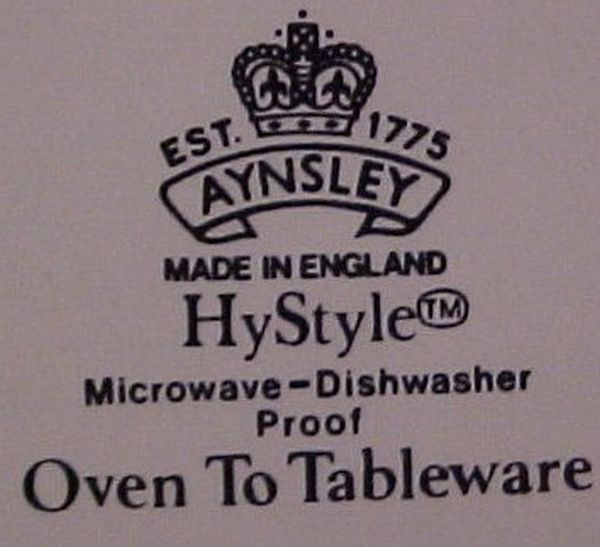 EST. 1775
AYNSLEY
MADE IN ENGLAND
HyStyle™
Microwave-Dishwasher
Proof
Oven To Tableware